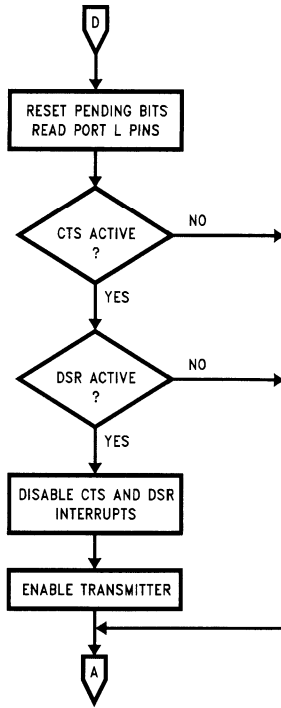 D
RESET PENDING BITS
READ PORT L PINS
CTS ACTIVE
?
NO
YES
DSR ACTIVE
?
NO
YES
DISABLE CTS AND DSR
INTERRUPTS
ENABLE TRANSMITTER
A